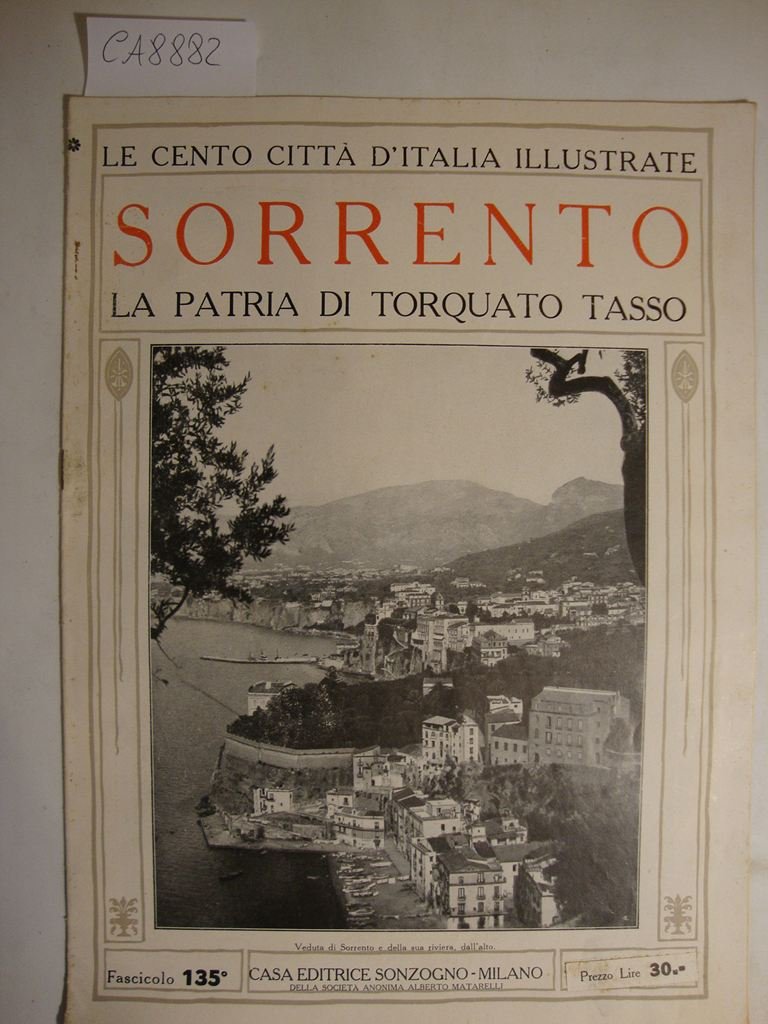 CA8882
LE CENTO CITTÀ D'ITALIA ILLUSTRATE
SORRENTO
LA PATRIA DI TORQUATO TASSO
Veduta di Sorrento e della sua riviera, dall'alto.
Fascicolo 135°
CASA EDITRICE SONZOGNO - MILANO
DELLA SOCIETÀ ANONIMA ALBERTO MATARELLI
Prezzo Lire 30.-